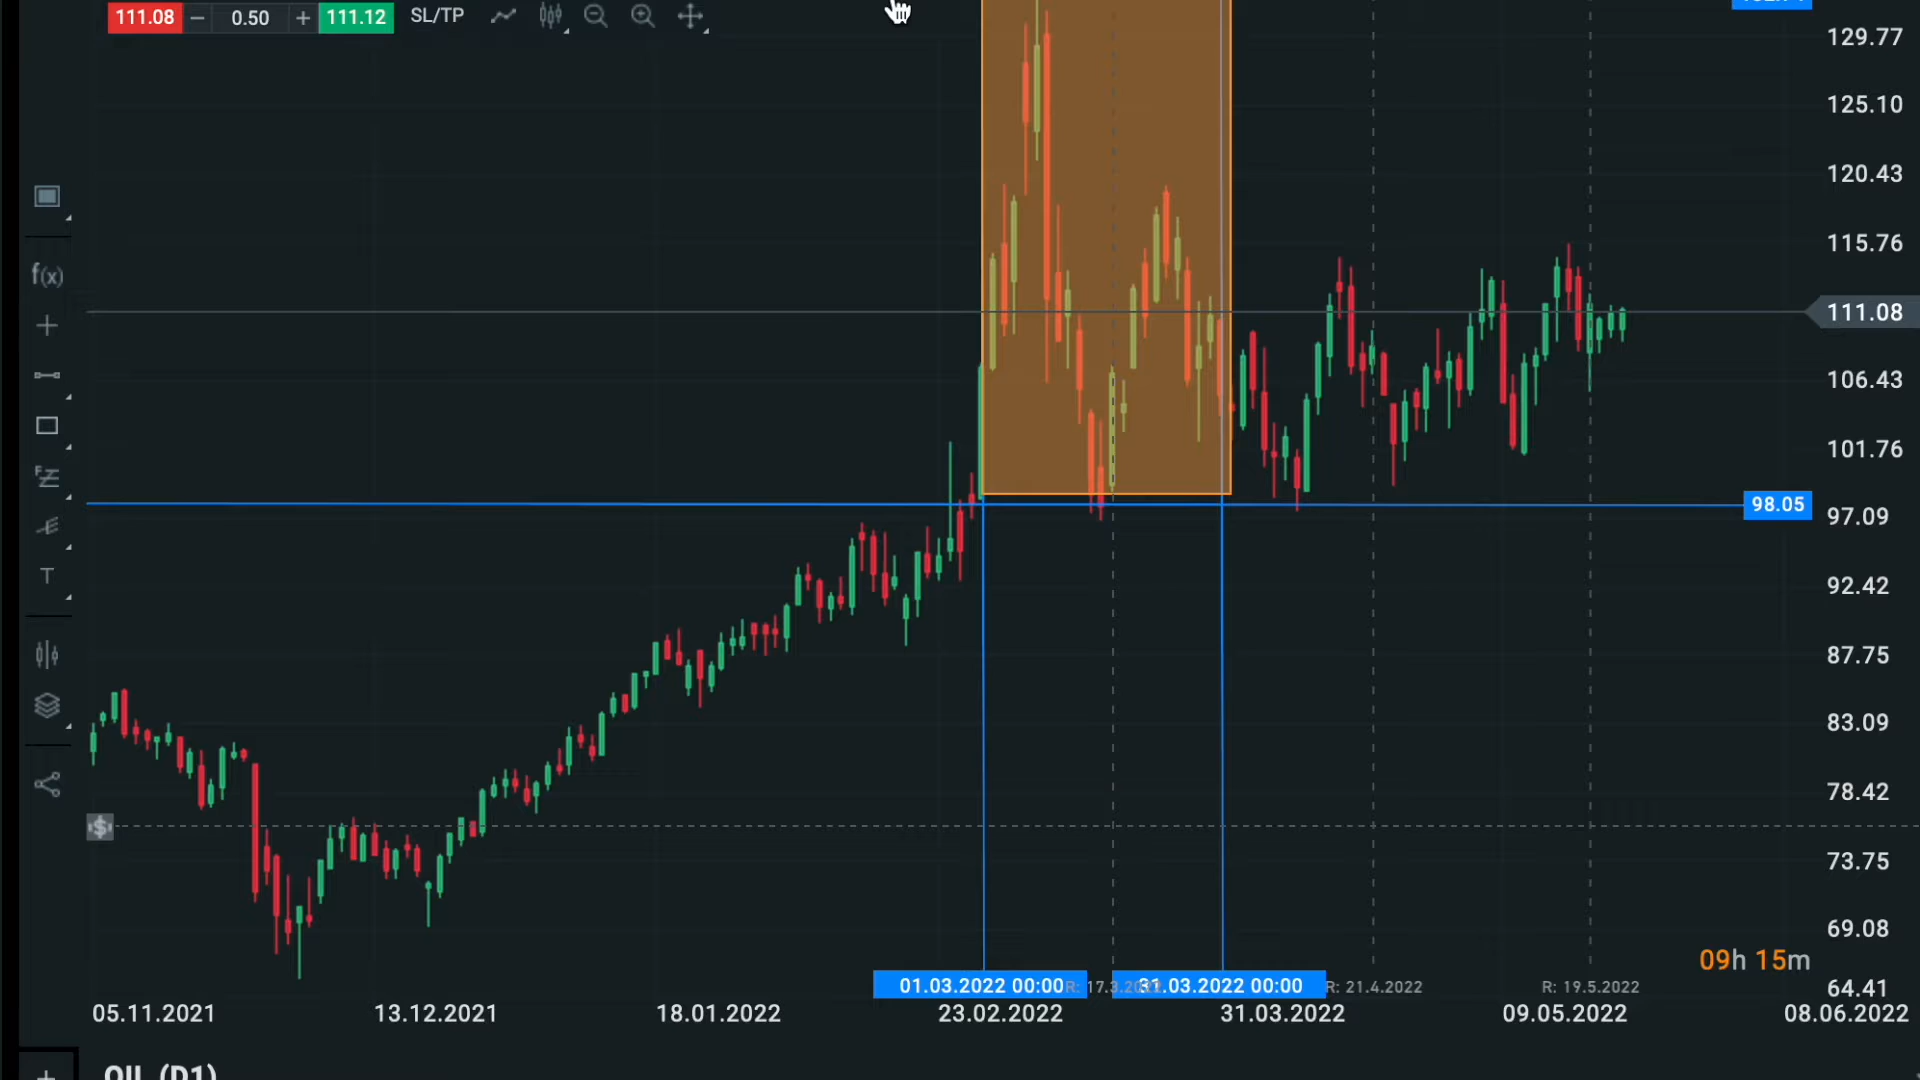 111.08 − 0.50 + 111.12 SL/TP
129.77
125.10
120.43
115.76
f(x)
111.08
106.43
101.76
98.05
97.09
92.42
T
87.75
83.09
78.42
$
73.75
69.08
09h 15m
64.41
01.03.2022 00:00 R: 17.3.2022 31.03.2022 00:00 R: 21.4.2022 R: 19.5.2022
05.11.2021 13.12.2021 18.01.2022 23.02.2022 31.03.2022 09.05.2022 08.06.2022
+ OIL (D1)